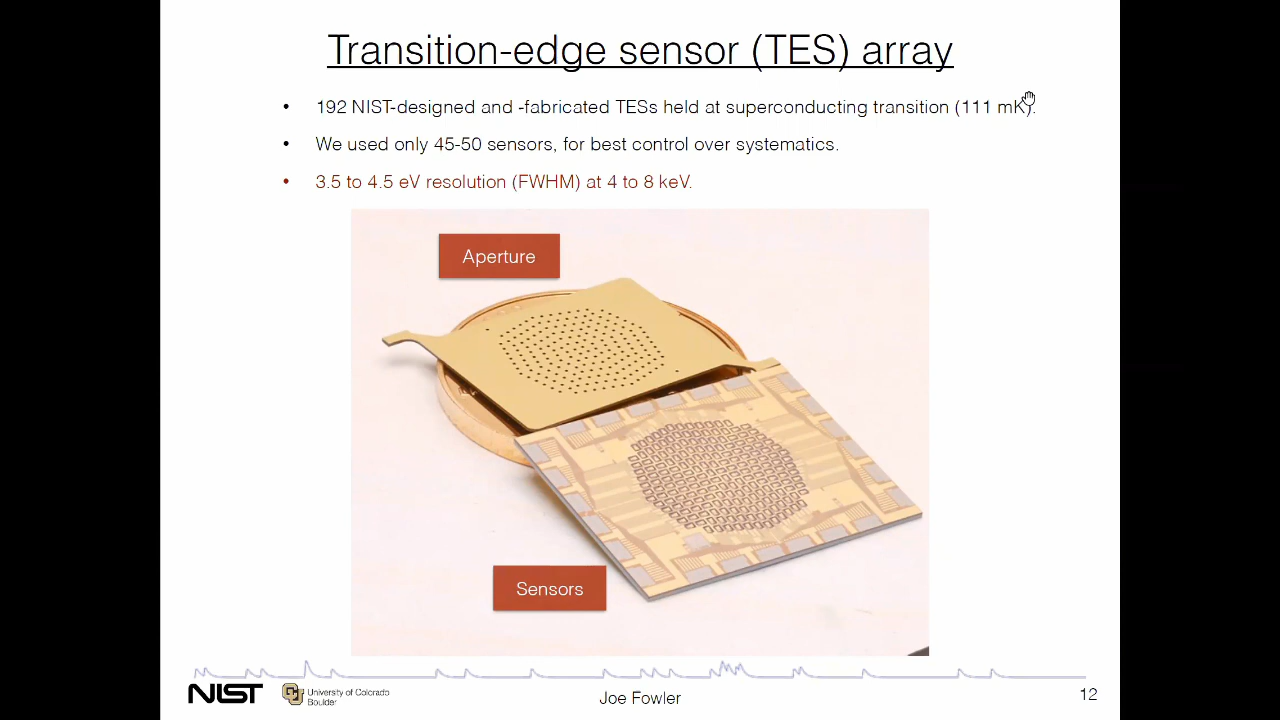 Transition-edge sensor (TES) array
• 192 NIST-designed and -fabricated TESs held at superconducting transition (111 mK).
• We used only 45-50 sensors, for best control over systematics.
• 3.5 to 4.5 eV resolution (FWHM) at 4 to 8 keV.
Aperture
Sensors
NIST
CU
University of Colorado
Boulder
Joe Fowler
12